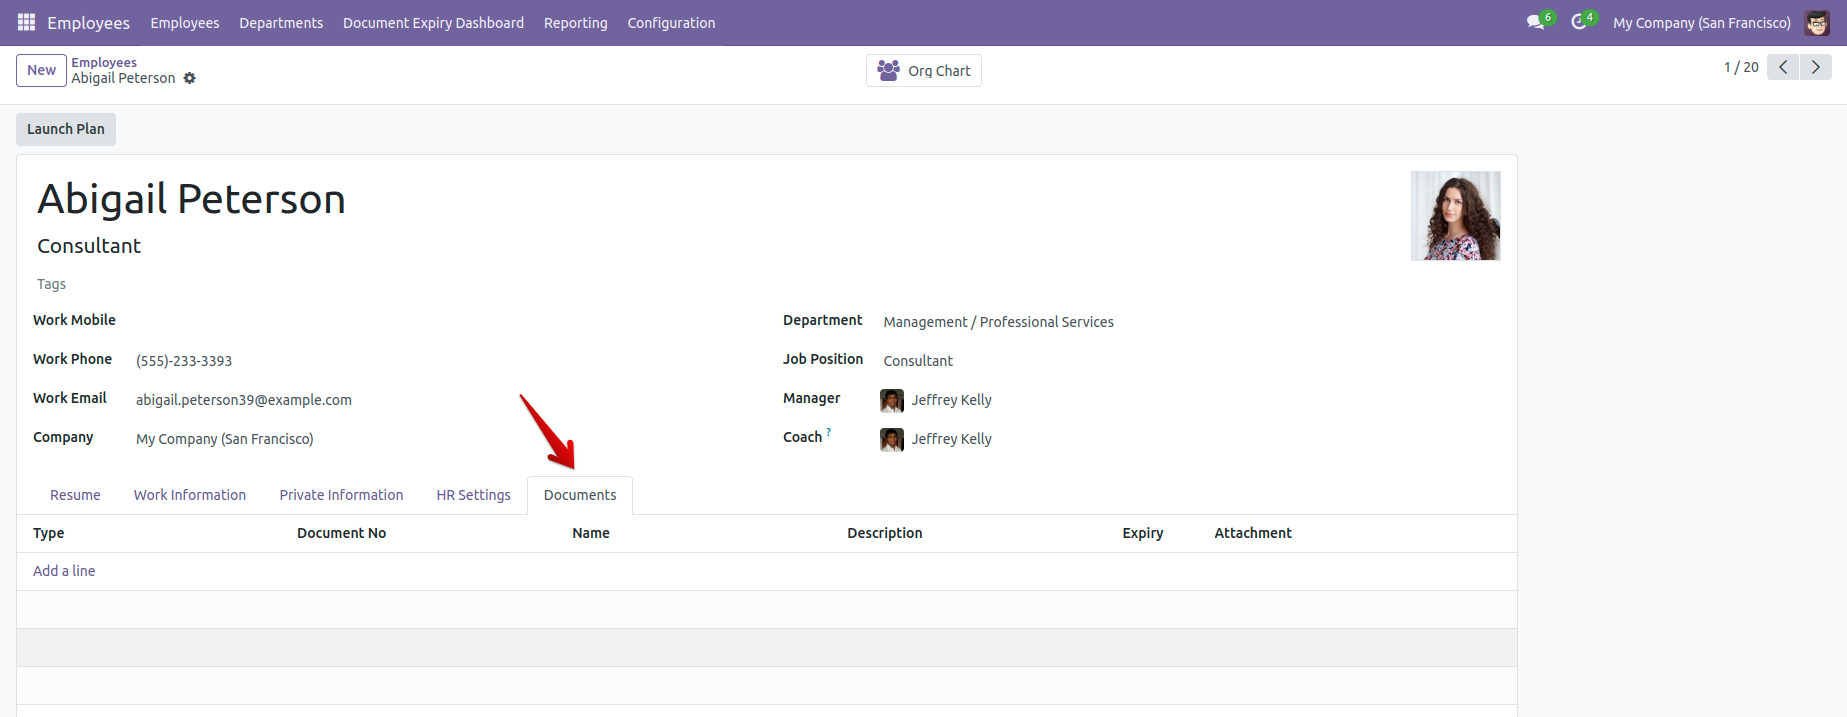 Employees Employees Departments Document Expiry Dashboard Reporting Configuration 6 4 My Company (San Francisco)
New Employees Org Chart 1 / 20
Abigail Peterson
Launch Plan
Abigail Peterson
Consultant
Tags
Work Mobile Department Management / Professional Services
Work Phone (555)-233-3393 Job Position Consultant
Work Email abigail.peterson39@example.com Manager Jeffrey Kelly
Company My Company (San Francisco) Coach ? Jeffrey Kelly
Resume Work Information Private Information HR Settings Documents
Type Document No Name Description Expiry Attachment
Add a line